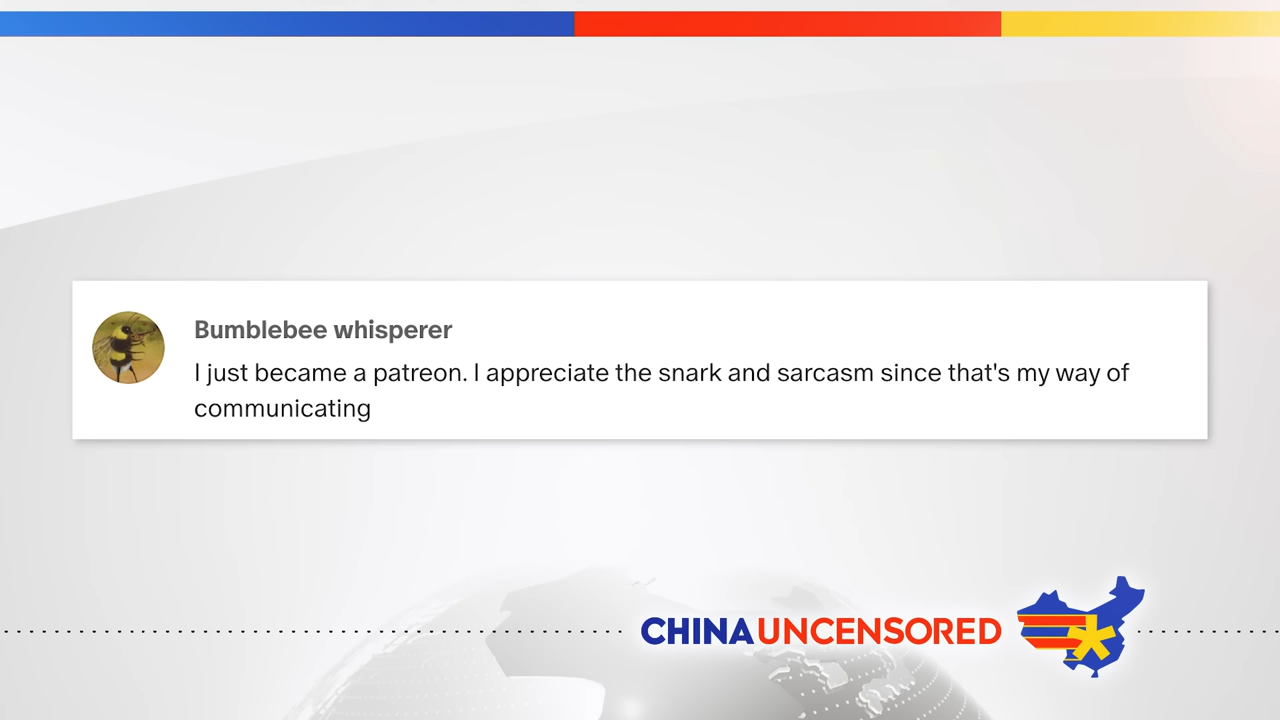 Bumblebee whisperer
I just became a patreon. I appreciate the snark and sarcasm since that's my way of
communicating
CHINAUNCENSORED